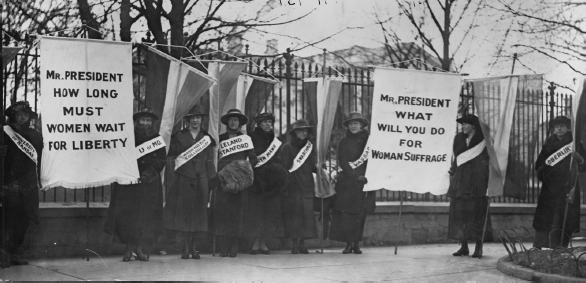 MR. PRESIDENT
HOW LONG
MUST
WOMEN WAIT
FOR LIBERTY
U. OF MO.
LELAND
STANFORD
MR. PRESIDENT
WHAT
WILL YOU DO
FOR
WOMAN SUFFRAGE
OBERLIN